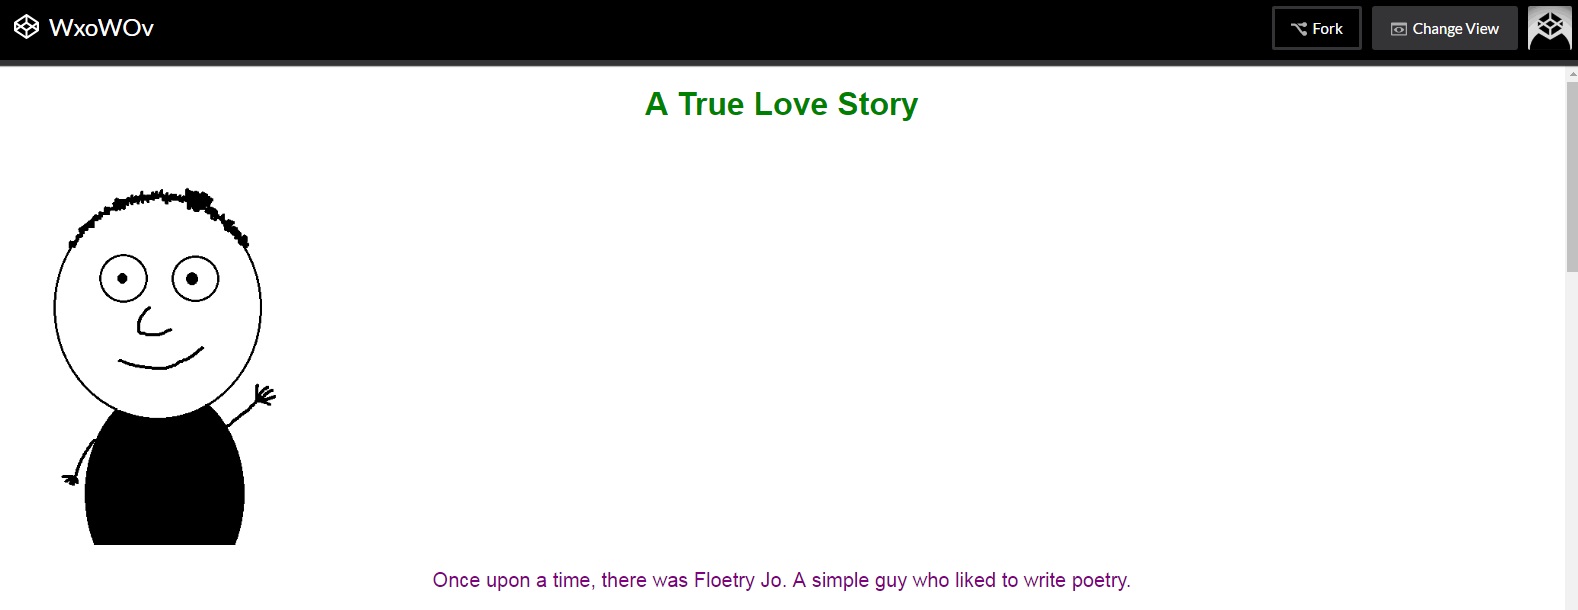 WxoWOv
Fork
Change View
A True Love Story
Once upon a time, there was Floetry Jo. A simple guy who liked to write poetry.